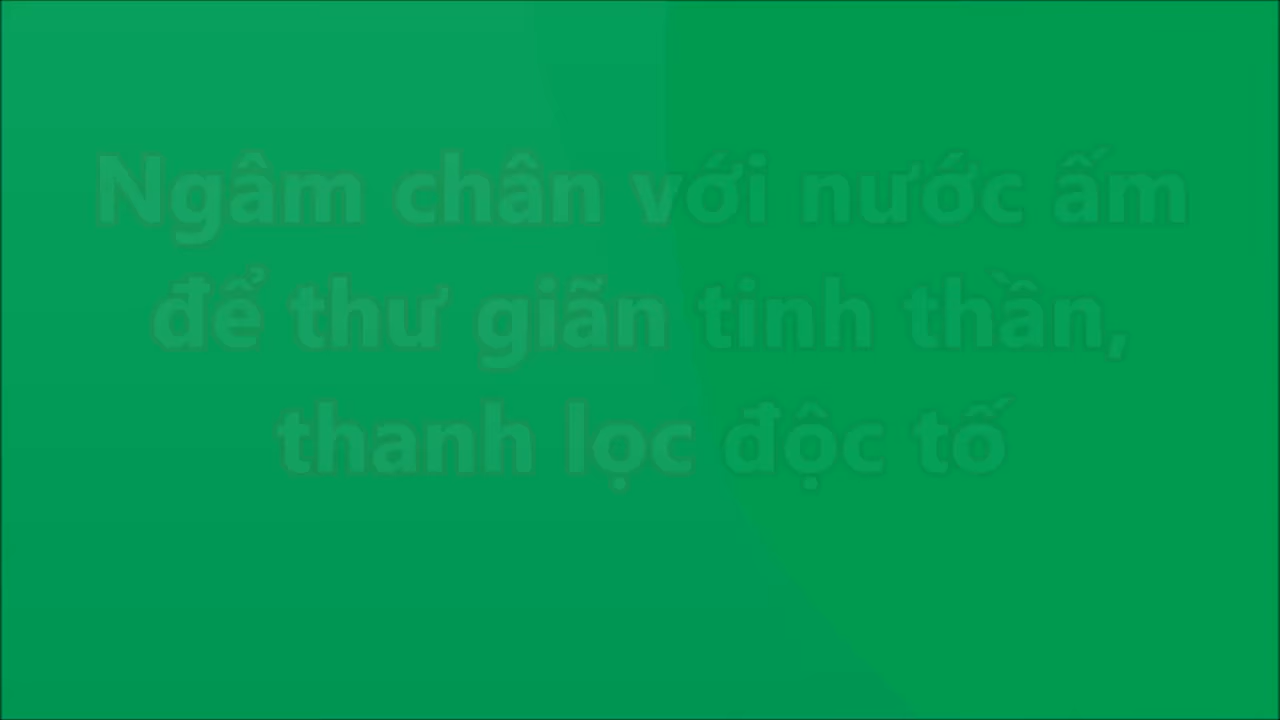 Ngâm chân với nước ấm
để thư giãn tinh thần,
thanh lọc độc tố